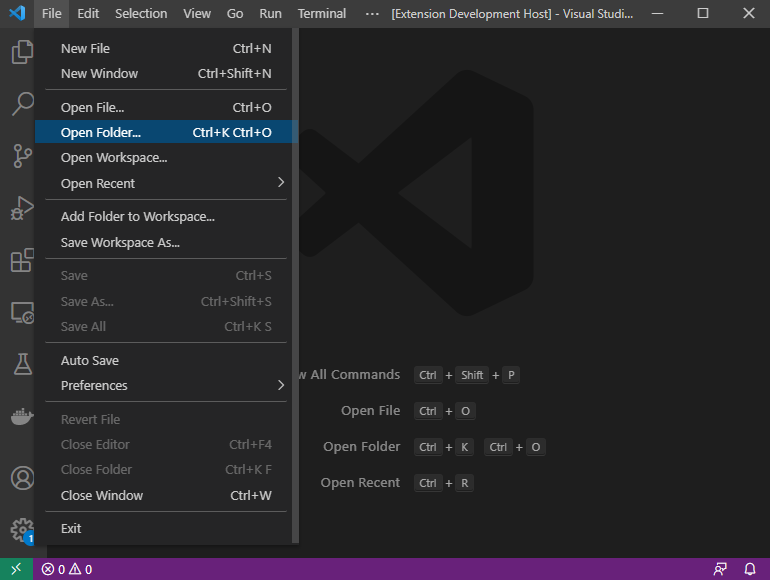 File Edit Selection View Go Run Terminal ··· [Extension Development Host] - Visual Studi...
New File Ctrl+N
New Window Ctrl+Shift+N
Open File... Ctrl+O
Open Folder... Ctrl+K Ctrl+O
Open Workspace...
Open Recent
Add Folder to Workspace...
Save Workspace As...
Save Ctrl+S
Save As... Ctrl+Shift+S
Save All Ctrl+K S
Auto Save
Preferences
Revert File
Close Editor Ctrl+F4
Close Folder Ctrl+K F
Close Window Ctrl+W
Exit
w All Commands Ctrl + Shift + P
Open File Ctrl + O
Open Folder Ctrl + K Ctrl + O
Open Recent Ctrl + R
1
0 0